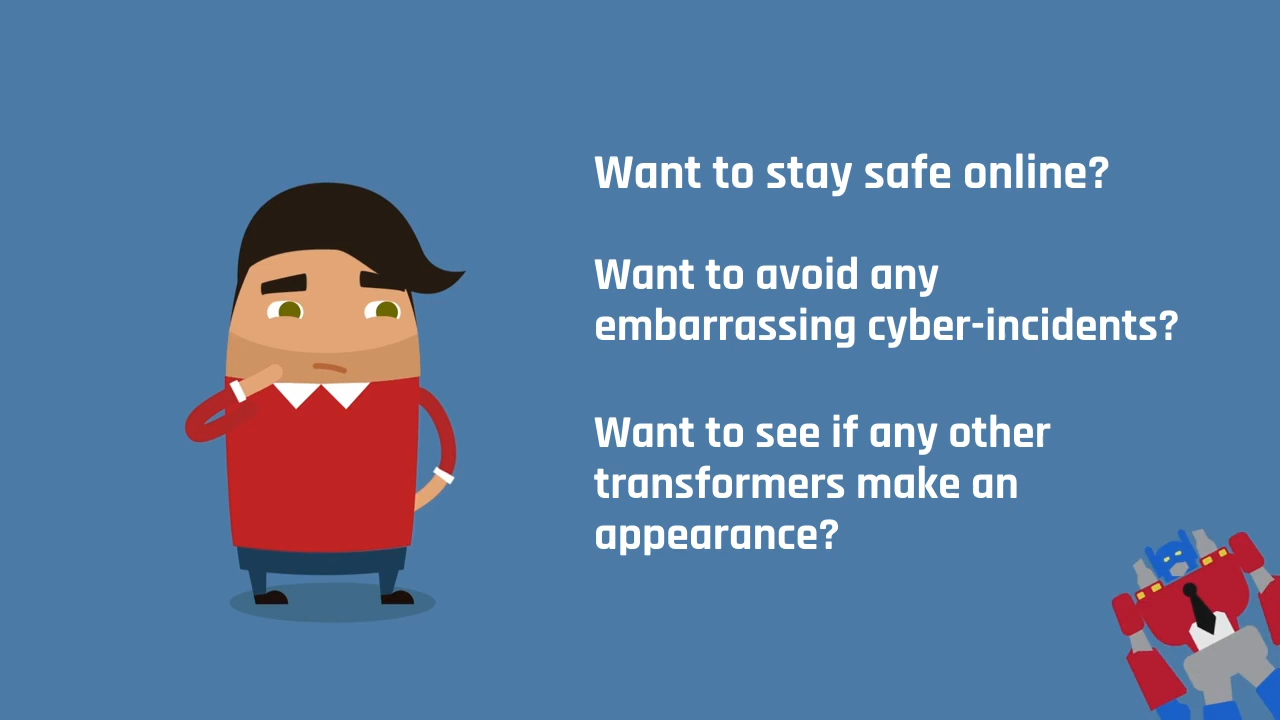 Want to stay safe online?
Want to avoid any
embarrassing cyber-incidents?
Want to see if any other
transformers make an
appearance?